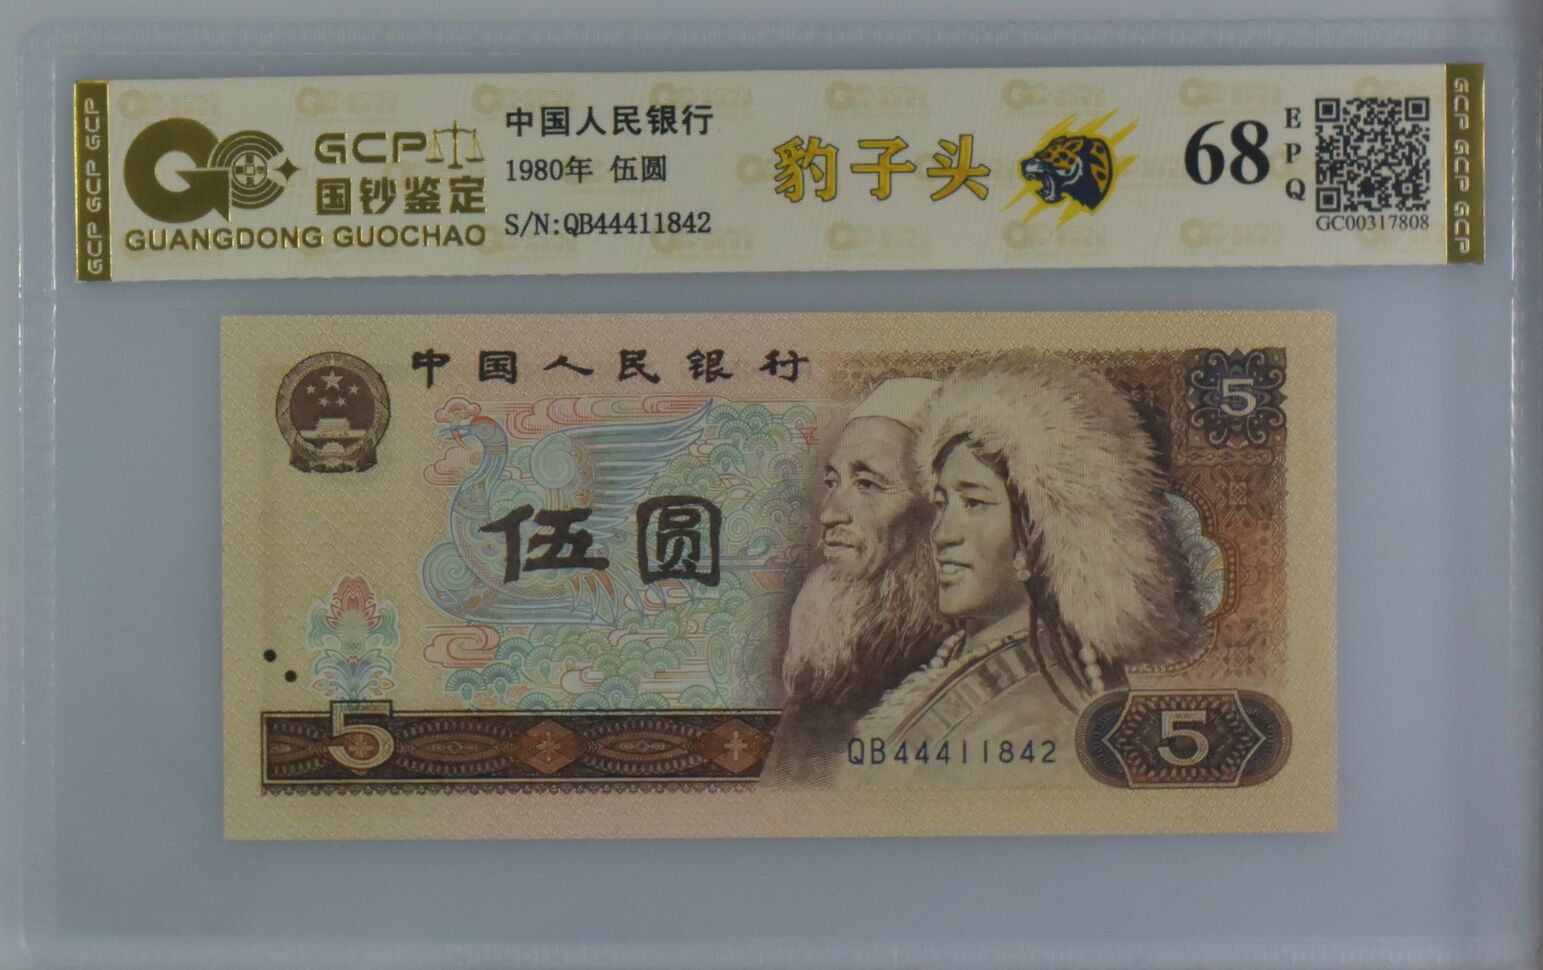 GCP GCP GCP
GCP
国钞鉴定
GUANGDONG GUOCHAO
中国人民银行
1980年 伍圆
S/N:QB44411842
豹子头
68
EPQ
GC00317808
GCP GCP GCP
中国人民银行
5
伍圆
5
QB44411842
5